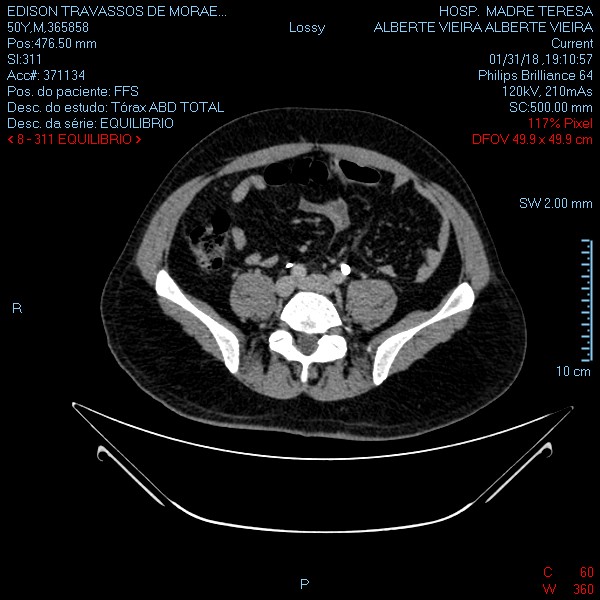 EDISON TRAVASSOS DE MORAE...
50Y,M,365858
Pos:476.50 mm
SI:311
Acc#: 371134
Pos. do paciente: FFS
Desc. do estudo: Tórax ABD TOTAL
Desc. da série: EQUILIBRIO
< 8 - 311 EQUILIBRIO >
Lossy
HOSP. MADRE TERESA
ALBERTE VIEIRA ALBERTE VIEIRA
Current
01/31/18 ,19:10:57
Philips Brilliance 64
120kV, 210mAs
SC:500.00 mm
117% Pixel
DFOV 49.9 x 49.9 cm
SW 2.00 mm
R
10 cm
P
C 60
W 360